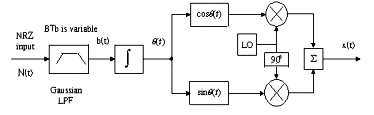 BTb is variable
NRZ
input
N(t)
Gaussian
LPF
b(t)
∫
θ(t)
cosθ(t)
sinθ(t)
LO
90°
Σ
x(t)